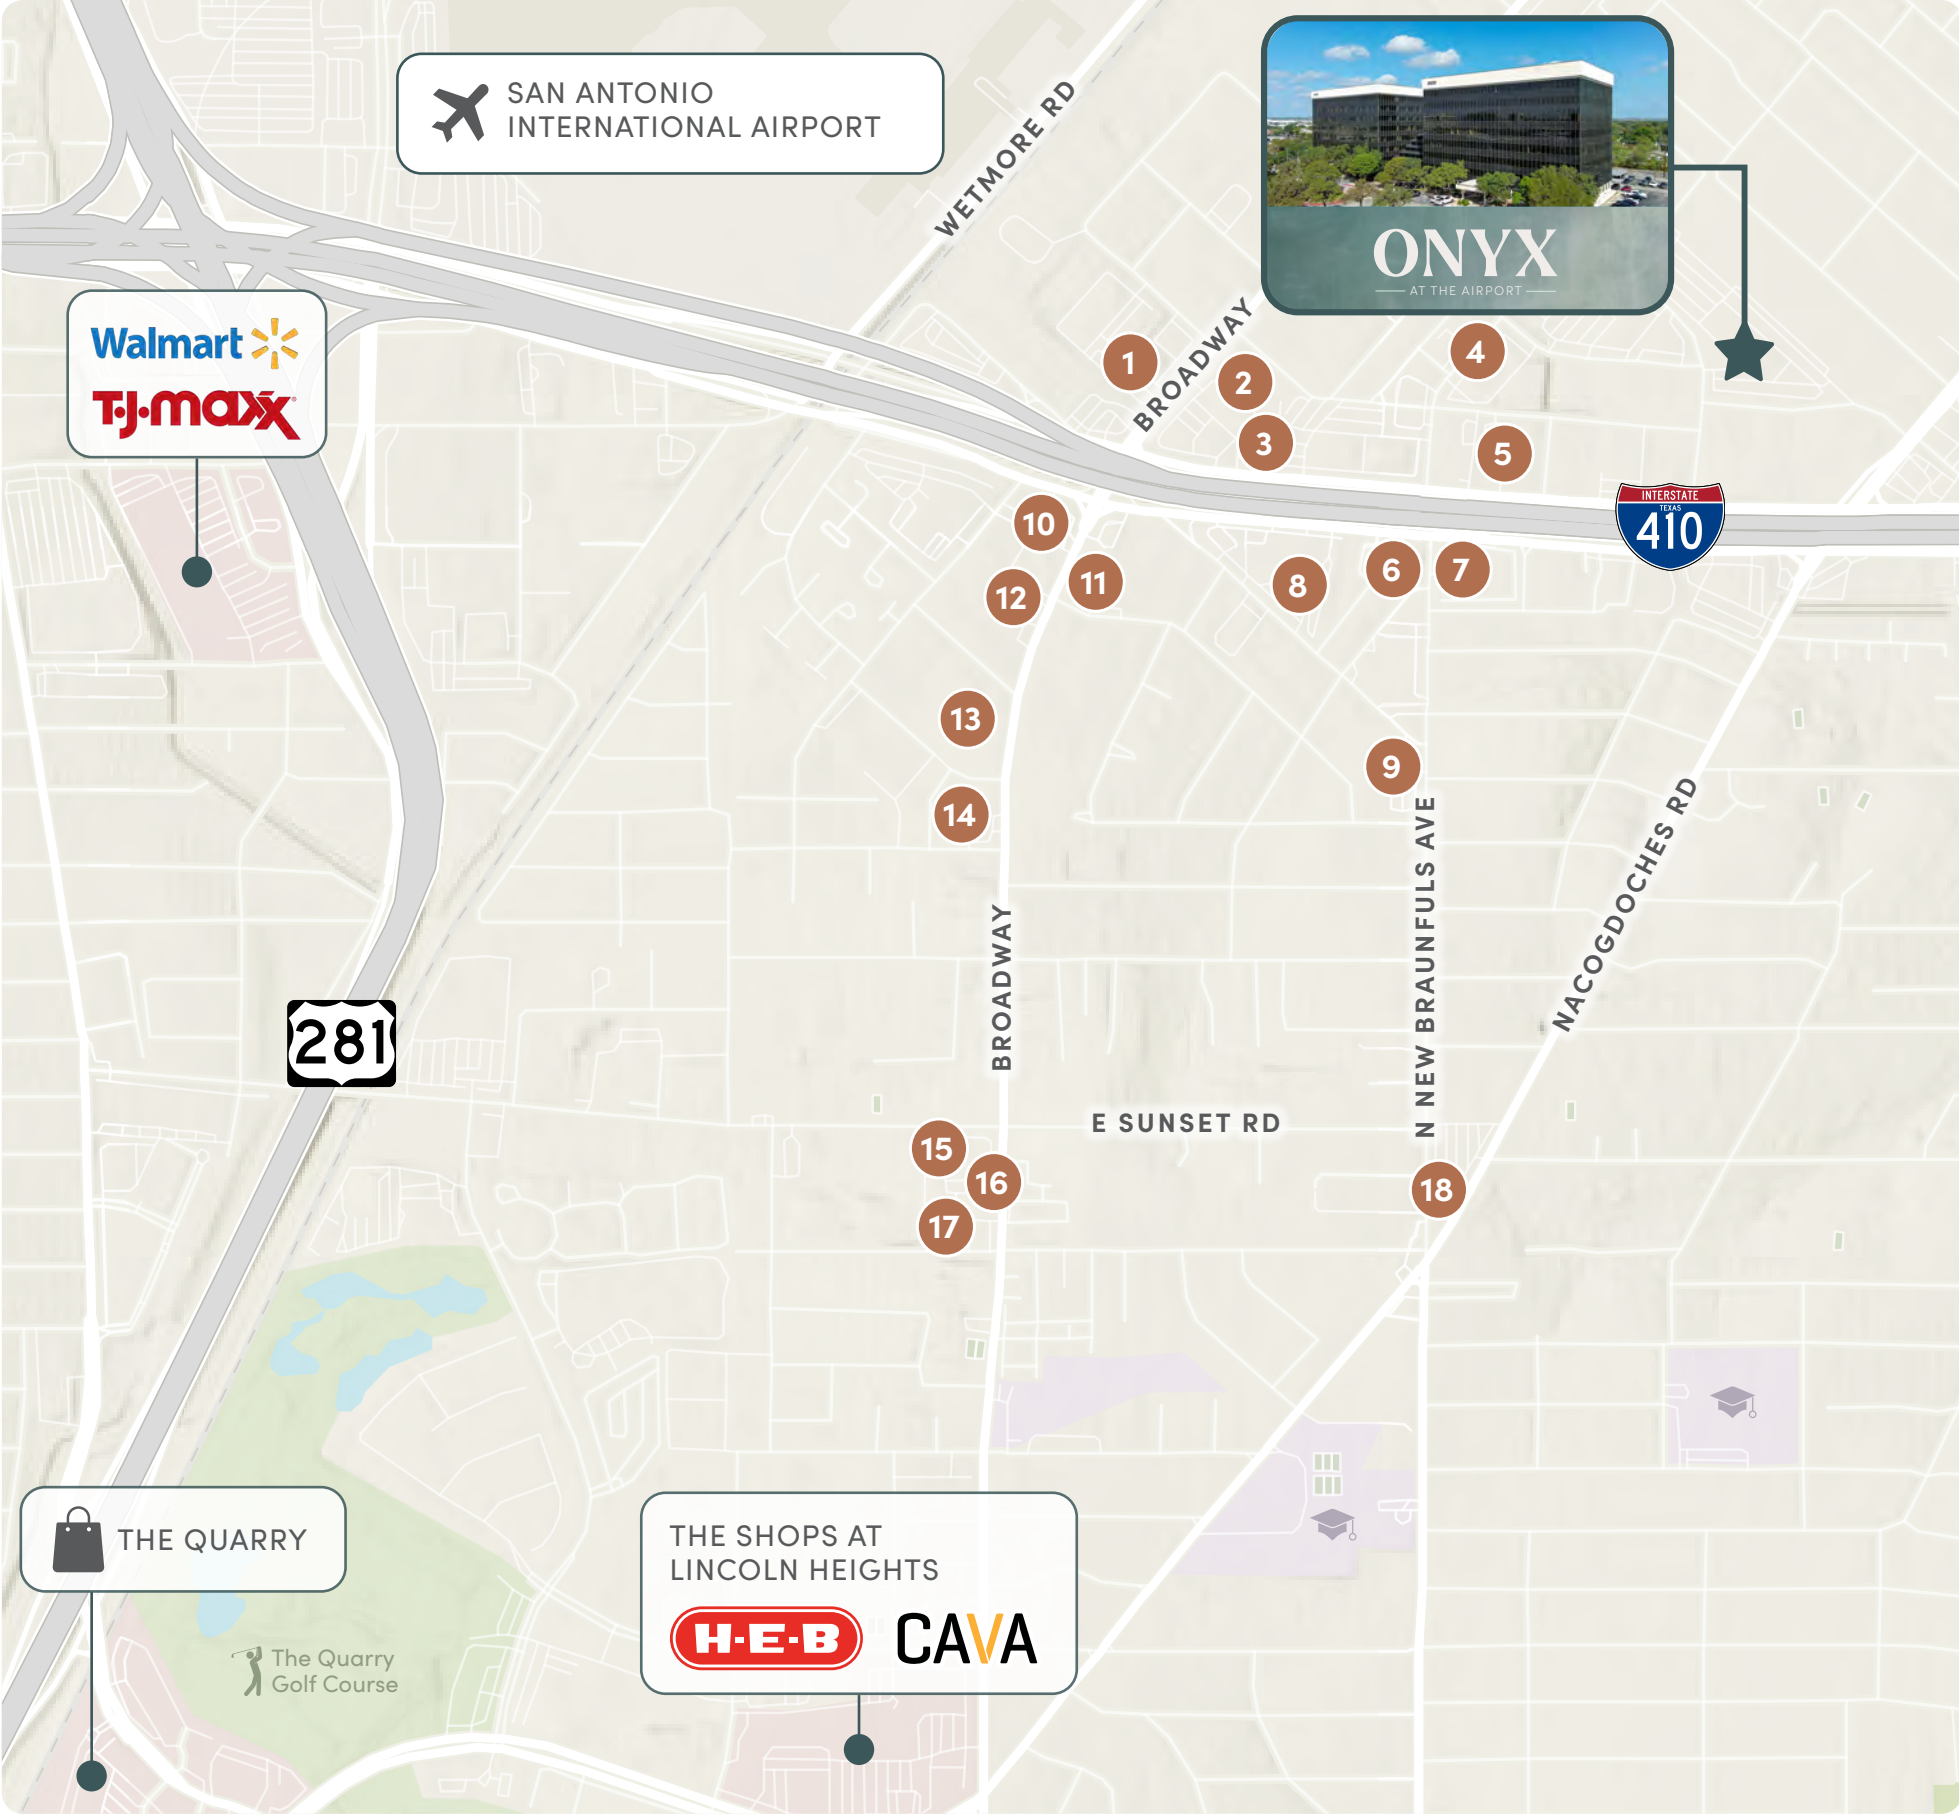 SAN ANTONIO
INTERNATIONAL AIRPORT
WETMORE RD
ONYX
AT THE AIRPORT
Walmart
T·J·maxx
BROADWAY
1
2
3
4
5
INTERSTATE
TEXAS
410
10
11
12
8
6
7
13
14
9
BROADWAY
N NEW BRAUNFULS AVE
NACOGDOCHES RD
281
E SUNSET RD
15
16
17
18
THE QUARRY
THE SHOPS AT
LINCOLN HEIGHTS
H-E-B
CAVA
The Quarry
Golf Course